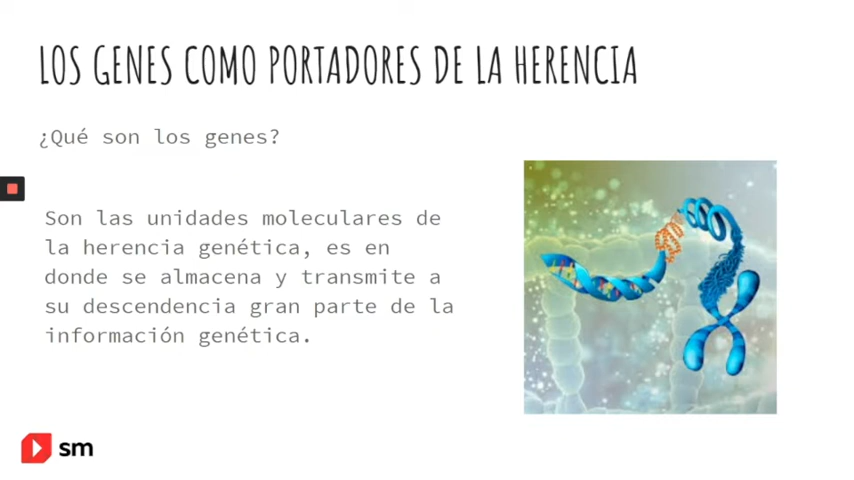 LOS GENES COMO PORTADORES DE LA HERENCIA
¿Qué son los genes?
Son las unidades moleculares de
la herencia genética, es en
donde se almacena y transmite a
su descendencia gran parte de la
información genética.
sm